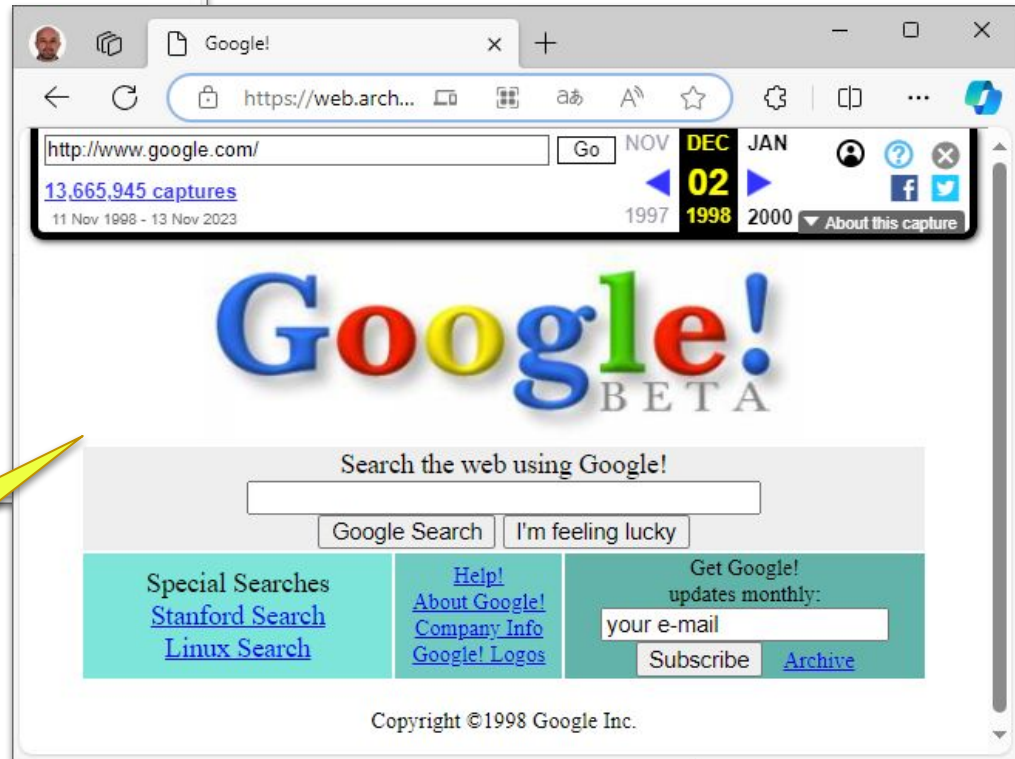 Google!
https://web.arch...
http://www.google.com/
Go
NOV DEC JAN
13,665,945 captures
02
11 Nov 1998 - 13 Nov 2023
1997 1998 2000
About this capture
Google!
BETA
Search the web using Google!
Google Search I'm feeling lucky
Special Searches
Stanford Search
Linux Search
Help!
About Google!
Company Info
Google! Logos
Get Google!
updates monthly:
your e-mail
Subscribe Archive
Copyright ©1998 Google Inc.